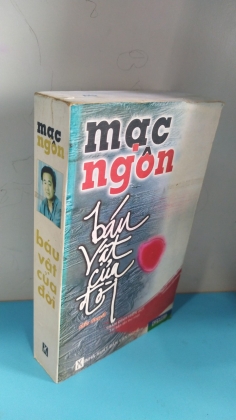 mạc
ngôn
báu
vật
của
đời
mạc
ngôn
báu
vật
của
đời